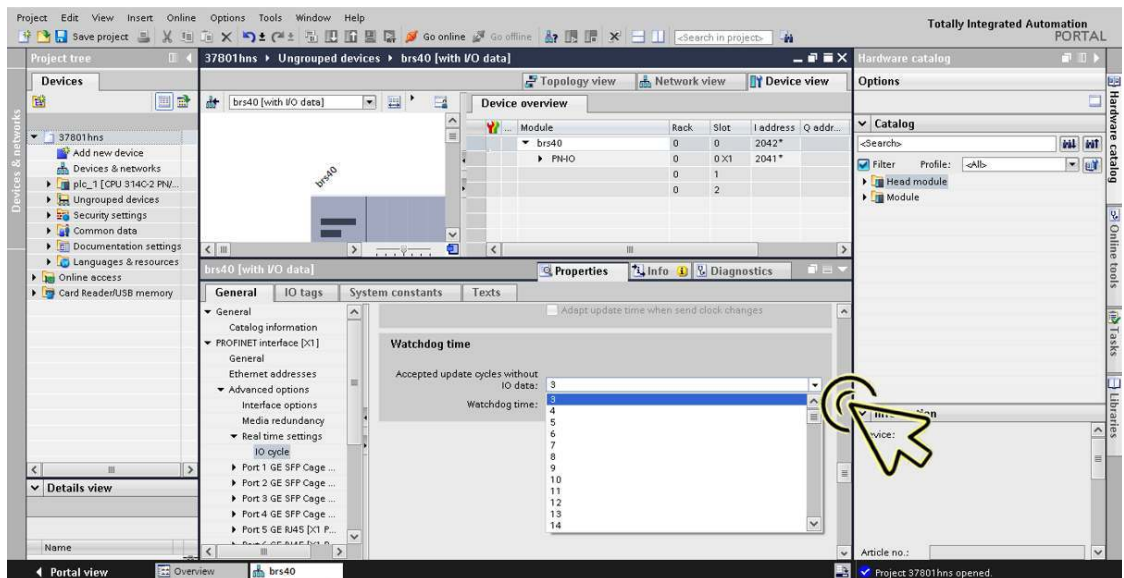 Project Edit View Insert Online Options Tools Window Help
Totally Integrated Automation
PORTAL
Save project
Go online
Go offline
<Search in project>
Project tree
37801hns ▸ Ungrouped devices ▸ brs40 [with I/O data]
Hardware catalog
Devices
Topology view
Network view
Device view
Options
brs40 [with I/O data]
Device overview
37801hns
Add new device
Devices & networks
plc_1 [CPU 314C-2 PN/...
Ungrouped devices
Security settings
Common data
Documentation settings
Languages & resources
Online access
Card Reader/USB memory
brs40
... Module Rack Slot I address Q addr...
brs40 0 0 2042*
PN-IO 0 0 X1 2041*
0 1
0 2
Catalog
<Search>
Filter Profile: <All>
Head module
Module
brs40 [with I/O data]
Properties
Info
Diagnostics
General
IO tags
System constants
Texts
General
Catalog information
PROFINET interface [X1]
General
Ethernet addresses
Advanced options
Interface options
Media redundancy
Real time settings
IO cycle
Port 1 GE SFP Cage ...
Port 2 GE SFP Cage ...
Port 3 GE SFP Cage ...
Port 4 GE SFP Cage ...
Port 5 GE RJ45 [X1 P...
Adapt update time when send clock changes
Watchdog time
Accepted update cycles without
IO data: 3
Watchdog time:
3
4
5
6
7
8
9
10
11
12
13
14
Article no.:
Details view
Name
Devices & networks
Hardware catalog
Online tools
Tasks
Libraries
Portal view
Overview
brs40
Project 37801hns opened.